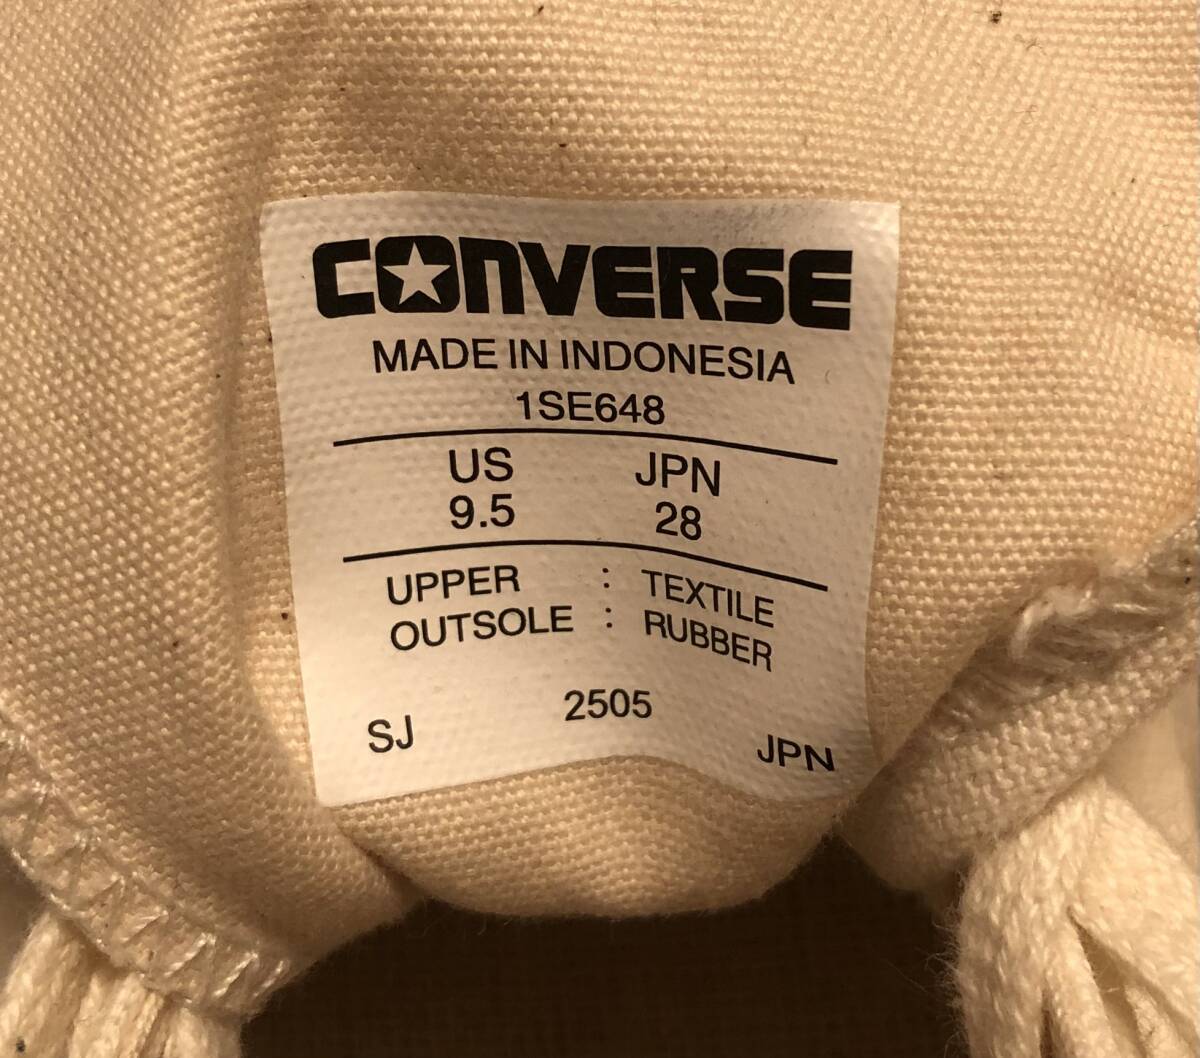 CONVERSE
MADE IN INDONESIA
1SE648
US JPN
9.5 28
UPPER : TEXTILE
OUTSOLE : RUBBER
2505
SJ JPN